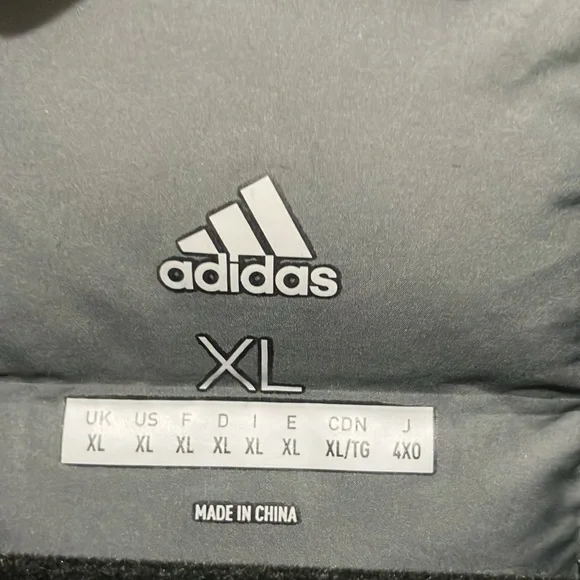 adidas
XL
UK US F D I E CDN J
XL XL XL XL XL XL XL/TG 4XO
MADE IN CHINA